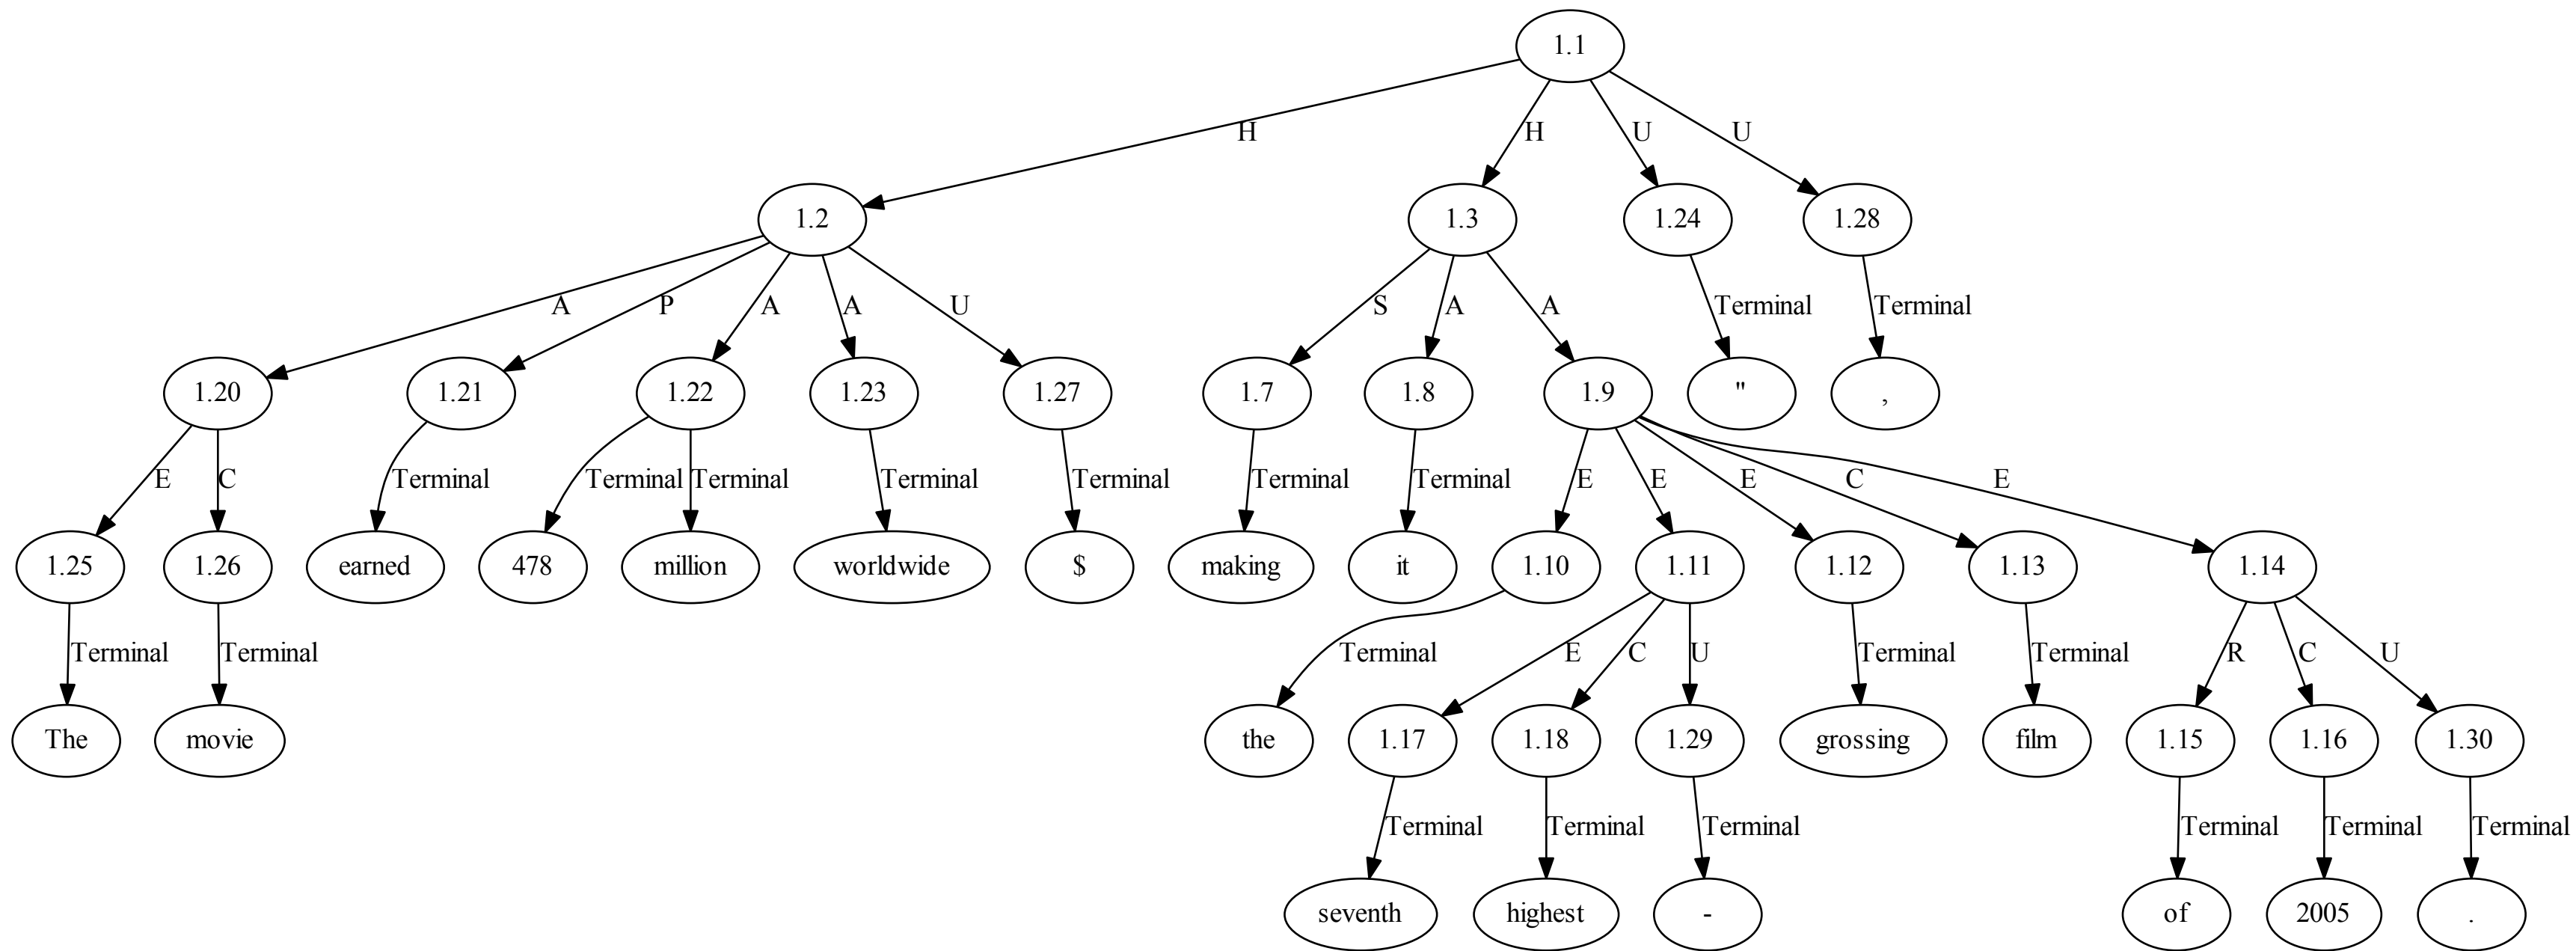 1.1
H H U U
1.2 1.3 1.24 1.28
A P A A U S A A Terminal Terminal
1.20 1.21 1.22 1.23 1.27 1.7 1.8 1.9 " ,
E C Terminal Terminal Terminal Terminal Terminal Terminal Terminal E E E C E
1.25 1.26 earned 478 million worldwide $ making it 1.10 1.11 1.12 1.13 1.14
Terminal Terminal Terminal E C U Terminal Terminal R C U
The movie the 1.17 1.18 1.29 grossing film 1.15 1.16 1.30
Terminal Terminal Terminal Terminal Terminal Terminal
seventh highest - of 2005 .